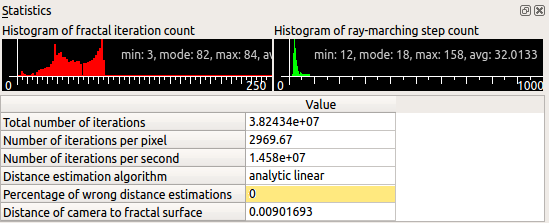 Statistics
Histogram of fractal iteration count
min: 3, mode: 82, max: 84, av
0
250
Histogram of ray-marching step count
min: 12, mode: 18, max: 158, avg: 32.0133
0
1000
Value
Total number of iterations 3.82434e+07
Number of iterations per pixel 2969.67
Number of iterations per second 1.458e+07
Distance estimation algorithm analytic linear
Percentage of wrong distance estimations 0
Distance of camera to fractal surface 0.00901693